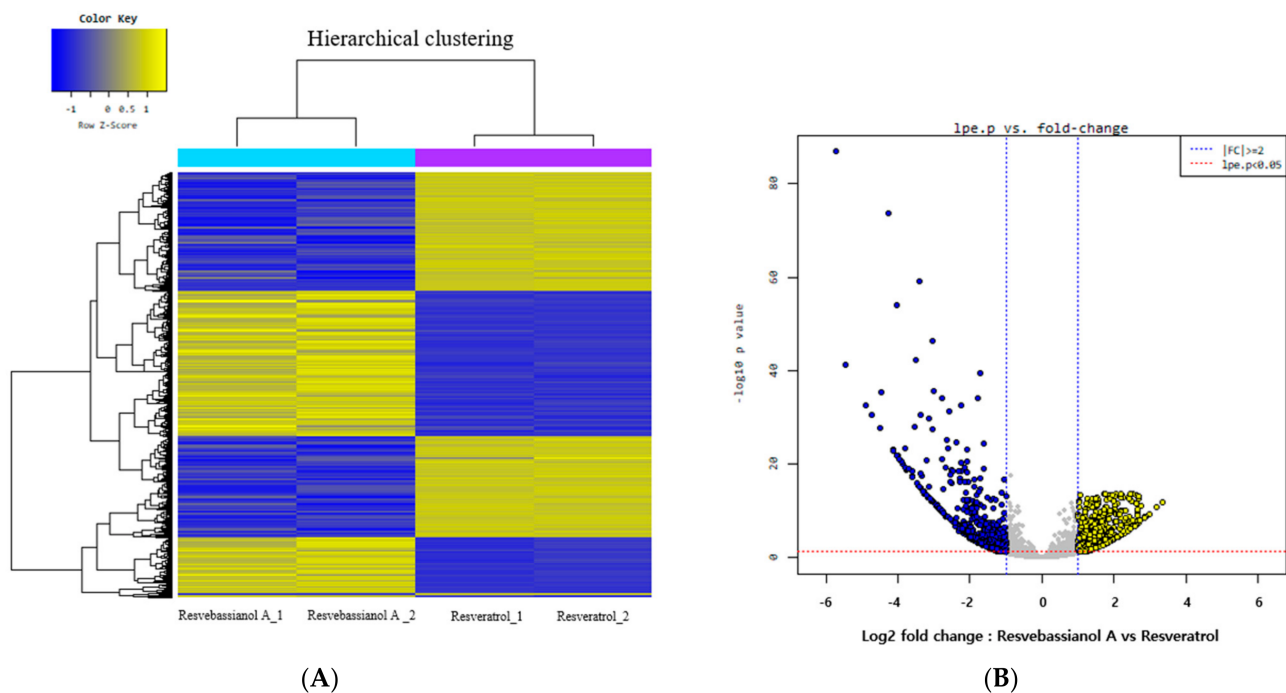 Color Key
-1 0 0.5 1
Row Z-Score
Hierarchical clustering
Resvebassianol A_1 Resvebassianol A_2 Resveratrol_1 Resveratrol_2
(A)
lpe.p vs. fold-change
|FC|>=2
lpe.p<0.05
80
60
40
20
0
-log10 p value
-6 -4 -2 0 2 4 6
Log2 fold change : Resvebassianol A vs Resveratrol
(B)